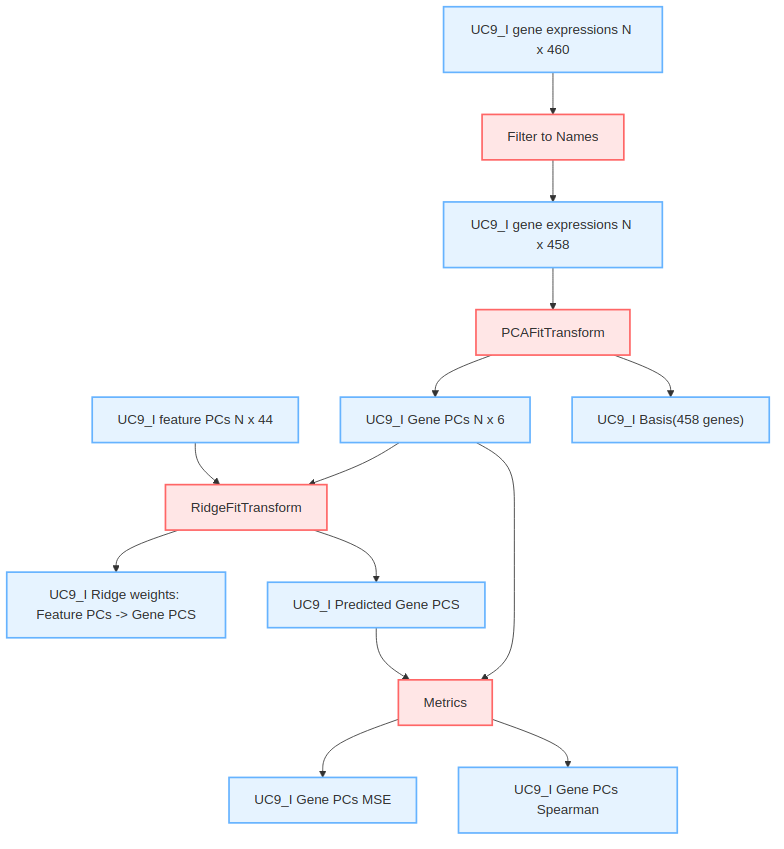 UC9_I gene expressions N
x 460
Filter to Names
UC9_I gene expressions N
x 458
PCAFitTransform
UC9_I feature PCs N x 44
UC9_I Gene PCs N x 6
UC9_I Basis(458 genes)
RidgeFitTransform
UC9_I Ridge weights:
Feature PCs -> Gene PCS
UC9_I Predicted Gene PCS
Metrics
UC9_I Gene PCs MSE
UC9_I Gene PCs
Spearman